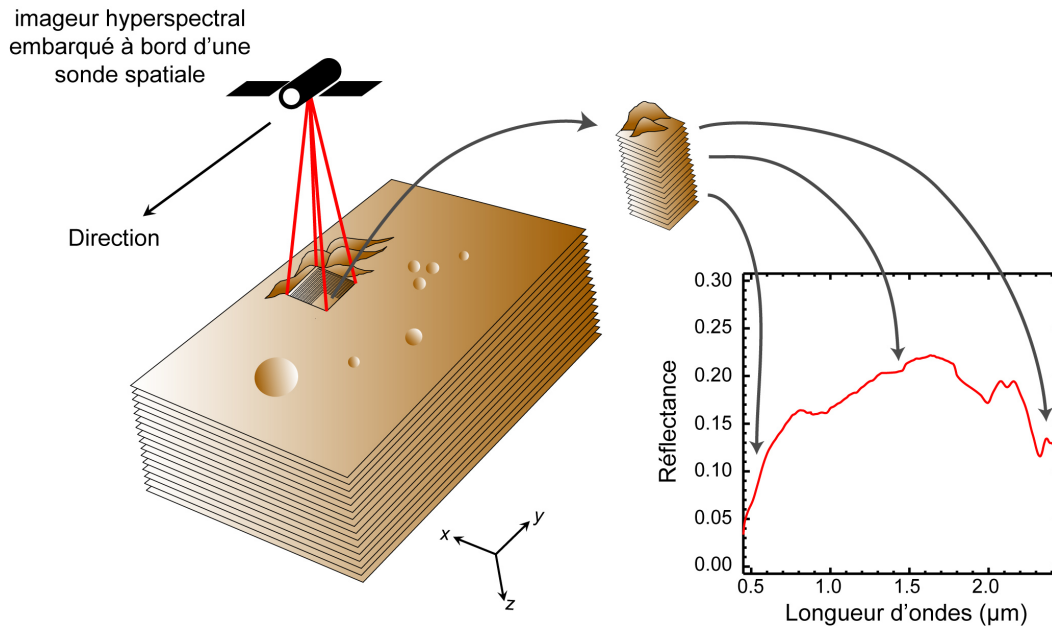 imageur hyperspectral
embarqué à bord d'une
sonde spatiale
Direction
x
y
z
0.30
0.25
0.20
0.15
0.10
0.05
0.00
Réflectance
0.5 1.0 1.5 2.0
Longueur d'ondes (μm)